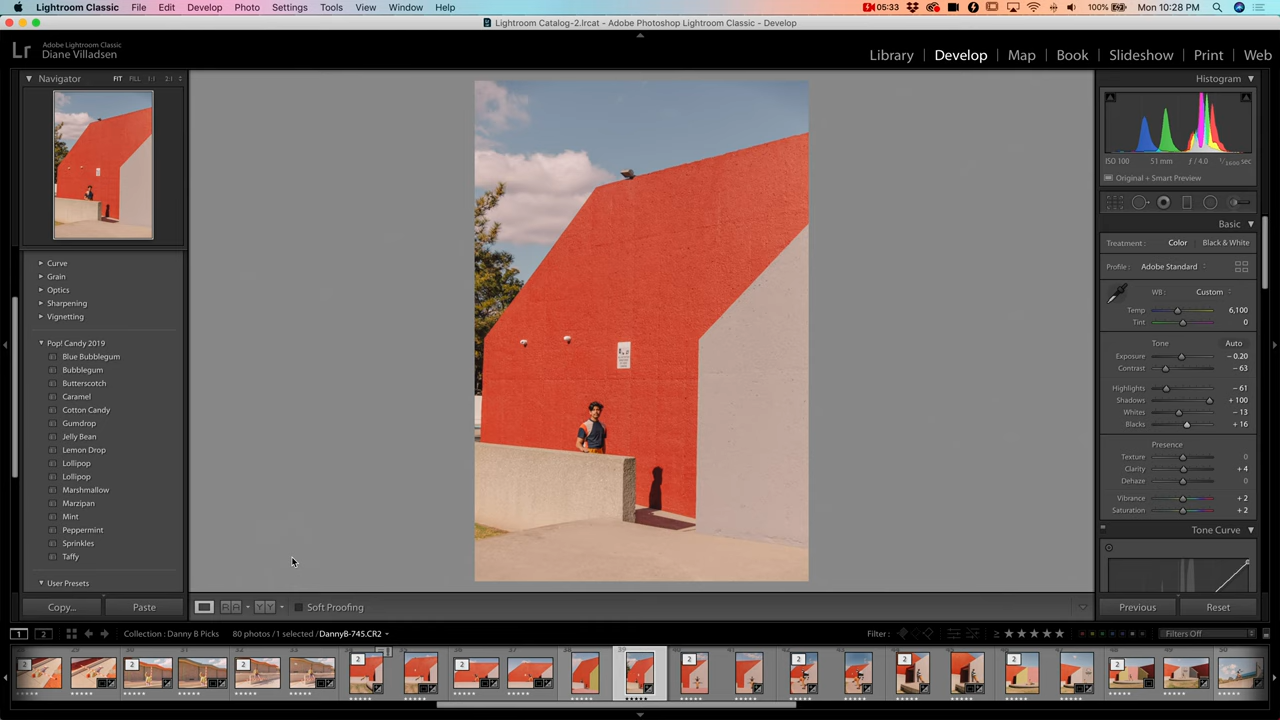 Lightroom Classic File Edit Develop Photo Settings Tools View Window Help 05:33 100% Mon 10:28 PM
Lightroom Catalog-2.lrcat - Adobe Photoshop Lightroom Classic - Develop
Lr Adobe Lightroom Classic
Diane Villadsen
Library Develop Map Book Slideshow Print Web
Navigator FIT FILL 1:1 2:1
Histogram
ISO 100 51 mm ƒ / 4.0 1/1600 sec
Original + Smart Preview
Basic
Treatment: Color Black & White
Profile: Adobe Standard
WB: Custom
Temp 6,100
Tint 0
Tone Auto
Exposure – 0.20
Contrast – 63
Highlights – 61
Shadows + 100
Whites – 13
Blacks + 16
Presence
Texture 0
Clarity + 4
Dehaze 0
Vibrance + 2
Saturation + 2
Tone Curve
Curve
Grain
Optics
Sharpening
Vignetting
Pop! Candy 2019
Blue Bubblegum
Bubblegum
Butterscotch
Caramel
Cotton Candy
Gumdrop
Jelly Bean
Lemon Drop
Lollipop
Lollipop
Marshmallow
Marzipan
Mint
Peppermint
Sprinkles
Taffy
User Presets
Copy... Paste
Soft Proofing
Previous Reset
1 2 Collection: Danny B Picks 80 photos / 1 selected / DannyB-745.CR2 Filter: Filters Off